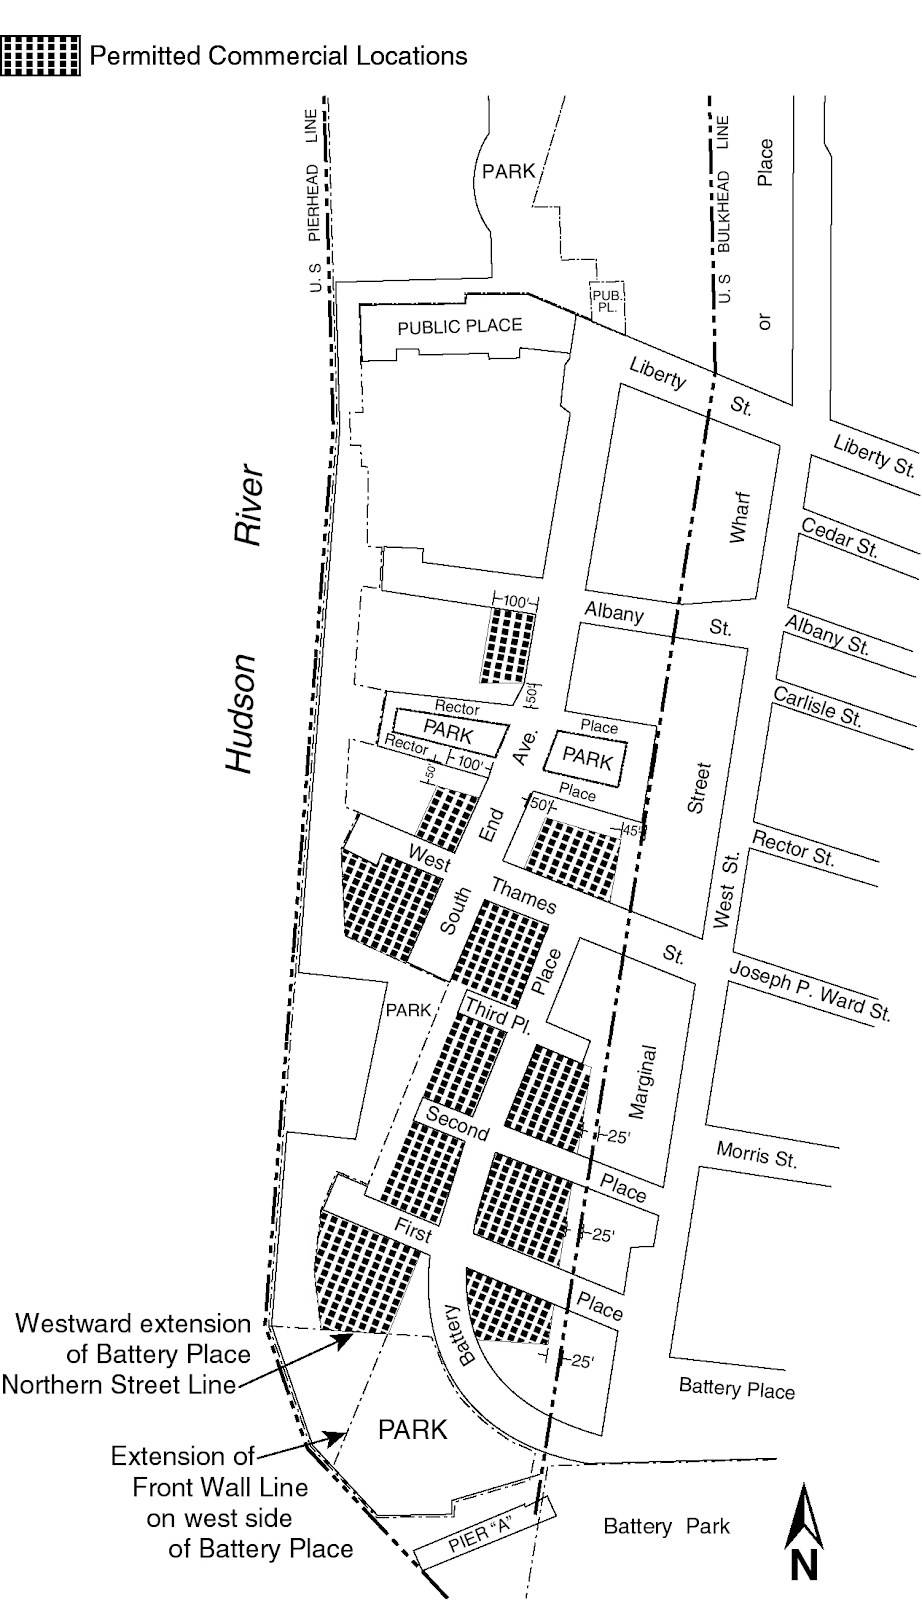 Permitted Commercial Locations
U.S PIERHEAD LINE
PARK
U.S BULKHEAD LINE
Place
or
PUB.
PL.
PUBLIC PLACE
Liberty
St.
Liberty St.
Hudson River
Wharf
Cedar St.
100'
Albany
St.
Albany St.
50'
Carlisle St.
Rector
PARK
Rector
100'
50'
Ave.
Place
PARK
Place
Street
50'
45'
End
West
South
Rector St.
West St.
Thames
St.
Place
Joseph P. Ward St.
PARK
Third Pl.
Marginal
Second
25'
Morris St.
Place
First
25'
Place
Westward extension
of Battery Place
Northern Street Line
Battery
25'
Battery Place
PARK
Extension of
Front Wall Line
on west side
of Battery Place
PIER "A"
Battery Park
N